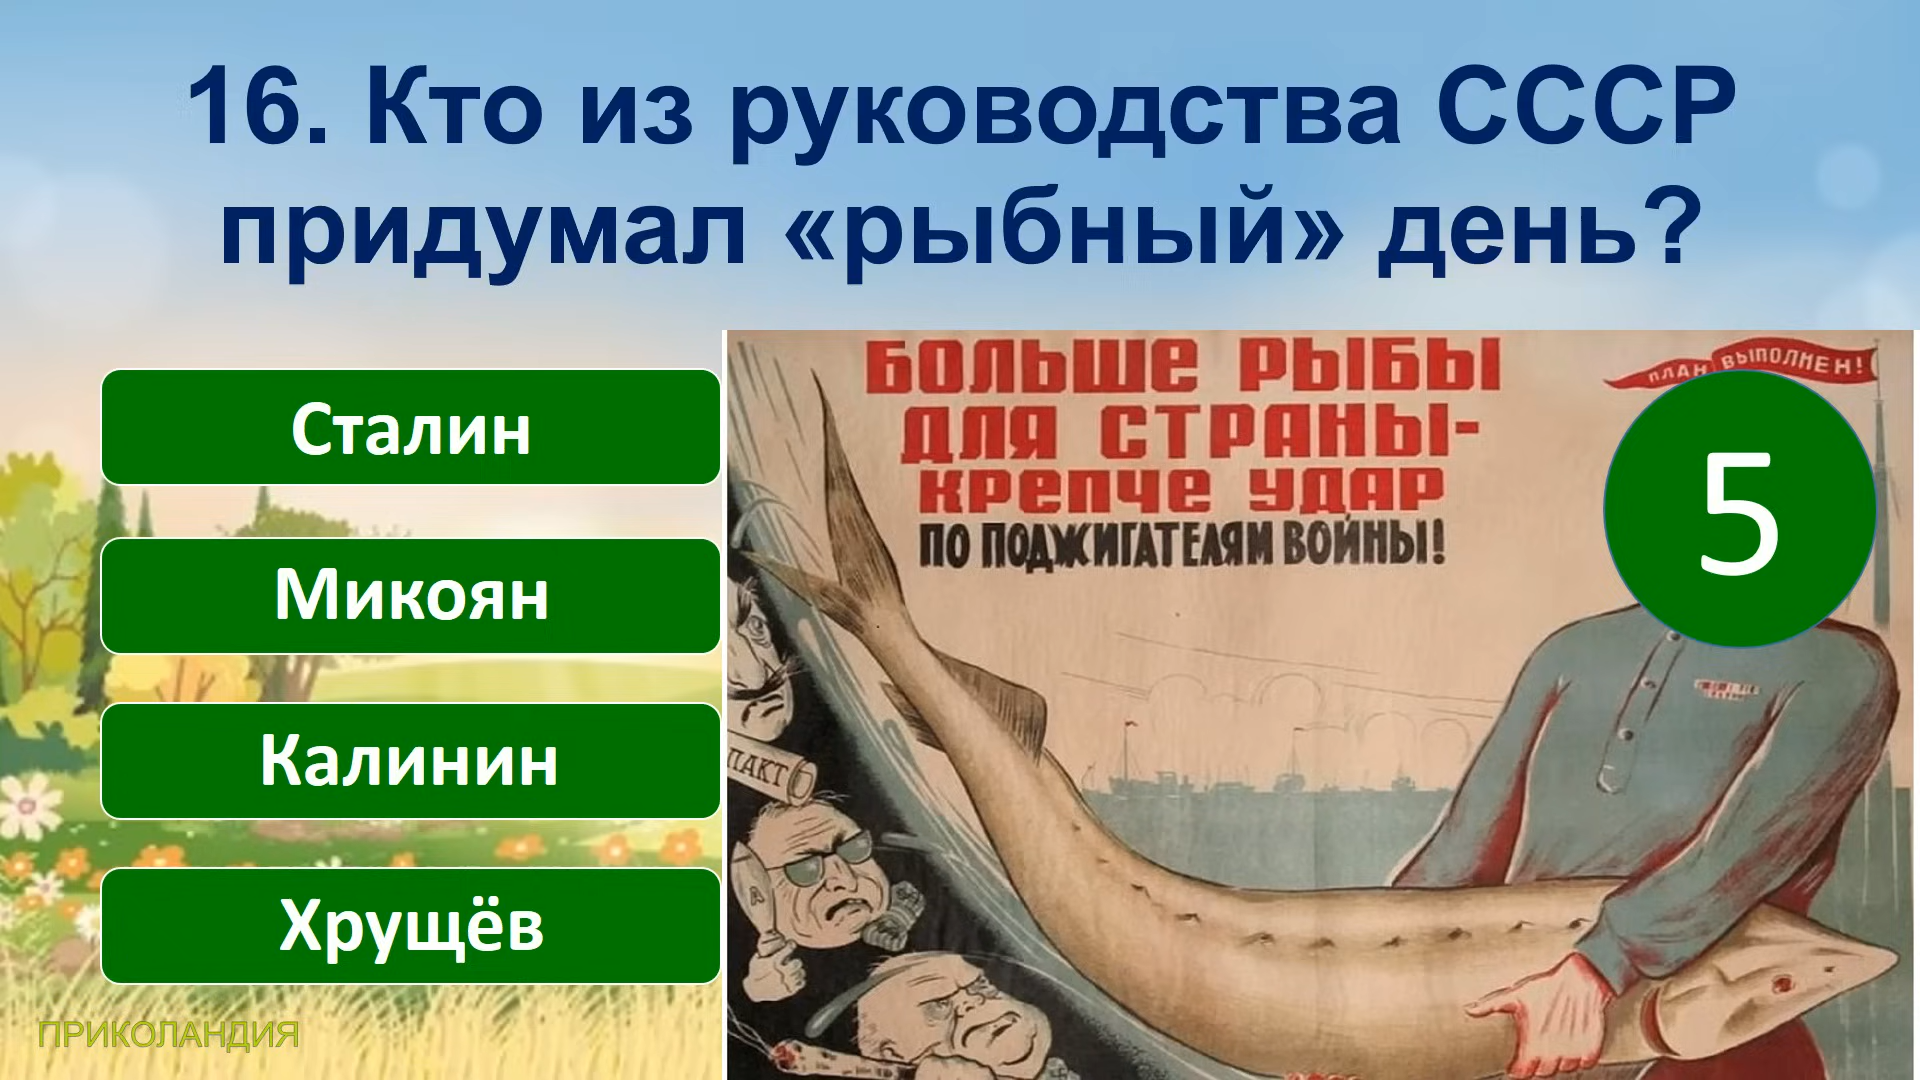 16. Кто из руководства СССР
придумал «рыбный» день?
Сталин
Микоян
Калинин
Хрущёв
БОЛЬШЕ РЫБЫ
ДЛЯ СТРАНЫ-
КРЕПЧЕ УДАР
ПО ПОДЖИГАТЕЛЯМ ВОЙНЫ!
ПЛАН ВЫПОЛНЕН!
5
ПАКТ
ПРИКОЛАНДИЯ